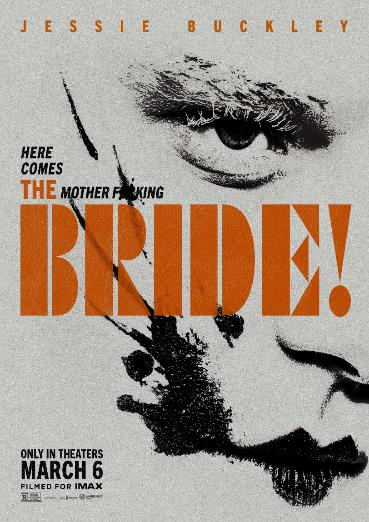 JESSIE BUCKLEY
HERE
COMES
THE MOTHER F*CKING
BRIDE!
ONLY IN THEATERS
MARCH 6
FILMED FOR IMAX